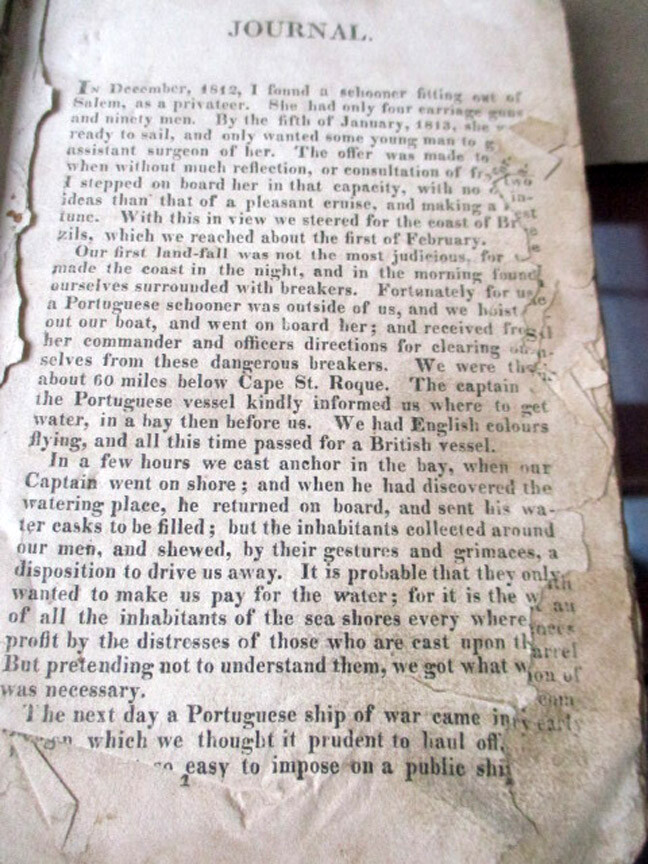 JOURNAL.
IN December, 1812, I found a schooner fitting out of
Salem, as a privateer. She had only four carriage guns
and ninety men. By the fifth of January, 1813, she
ready to sail, and only wanted some young man to
assistant surgeon of her. The offer was made to
when without much reflection, or consultation of
I stepped on board her in that capacity, with no
ideas than that of a pleasant cruise, and making a
tune. With this in view we steered for the coast of
zils, which we reached about the first of February.
Our first land-fall was not the most judicious, for
made the coast in the night, and in the morning found
ourselves surrounded with breakers. Fortunately for
a Portuguese schooner was outside of us, and we
out our boat, and went on board her; and received
her commander and officers directions for clearing
selves from these dangerous breakers. We were
about 60 miles below Cape St. Roque. The captain
the Portuguese vessel kindly informed us where to get
water, in a bay then before us. We had English colours
flying, and all this time passed for a British vessel.
In a few hours we cast anchor in the bay, when our
Captain went on shore; and when he had discovered the
watering place, he returned on board, and sent his wa-
ter casks to be filled; but the inhabitants collected around
our men, and shewed, by their gestures and grimaces, a
disposition to drive us away. It is probable that they only
wanted to make us pay for the water; for it is the
of all the inhabitants of the sea shores every where
profit by the distresses of those who are cast upon
But pretending not to understand them, we got what
was necessary.
The next day a Portuguese ship of war came
which we thought it prudent to haul off,
easy to impose on a public